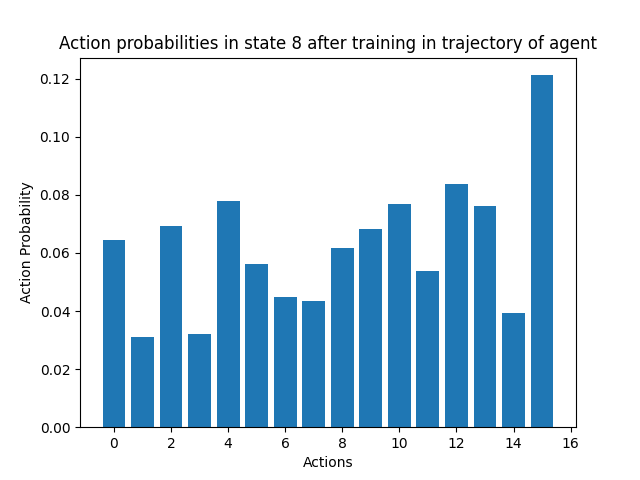 Action probabilities in state 8 after training in trajectory of agent
0.12
0.10
0.08
0.06
0.04
0.02
0.00
Action Probability
0 2 4 6 8 10 12 14 16
Actions